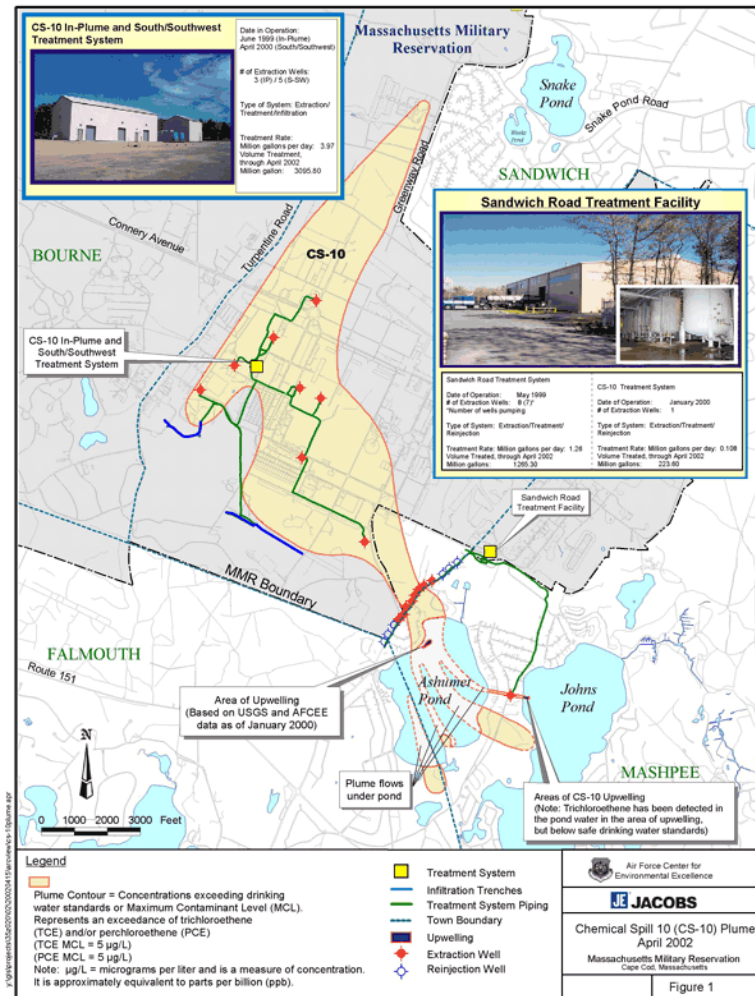 CS-10 In-Plume and South/Southwest
Treatment System
Date in Operation:
June 1999 (In-Plume)
April 2000 (South/Southwest)
# of Extraction Wells:
3 (IP) / 5 (S-SW)
Type of System: Extraction/
Treatment/Infiltration
Treatment Rate:
Million gallons per day: 3.97
Volume Treatment,
through April 2002
Million gallon: 3095.80
Massachusetts Military
Reservation
Snake
Pond
Snake Pond Road
SANDWICH
Greenway Road
Turpentine Road
Connery Avenue
BOURNE
CS-10
Sandwich Road Treatment Facility
Sandwich Road Treatment System
Date of Operation: May 1999
# of Extraction Wells: 8 (7)*
*Number of wells pumping
Type of System: Extraction/Treatment/
Reinjection
Treatment Rate: Million gallons per day: 1.26
Volume Treated, through April 2002
Million gallons: 1265.30
CS-10 Treatment System
Date of Operation: January 2000
# of Extraction Wells: 1
Type of System: Extraction/Treatment/
Reinjection
Treatment Rate: Million gallons per day: 0.106
Volume Treated, through April 2002
Million gallons: 223.60
CS-10 In-Plume and
South/Southwest
Treatment System
Sandwich Road
Treatment Facility
MMR Boundary
FALMOUTH
Route 151
Area of Upwelling
(Based on USGS and AFCEE
data as of January 2000)
Ashumet
Pond
Johns
Pond
MASHPEE
Plume flows
under pond
Areas of CS-10 Upwelling
(Note: Trichloroethene has been detected in
the pond water in the area of upwelling,
but below safe drinking water standards)
N
0 1000 2000 3000 Feet
Legend
Plume Contour = Concentrations exceeding drinking
water standards or Maximum Contaminant Level (MCL).
Represents an exceedance of trichloroethene
(TCE) and/or perchloroethene (PCE)
(TCE MCL = 5 µg/L)
(PCE MCL = 5 µg/L)
Note: µg/L = micrograms per liter and is a measure of concentration.
It is approximately equivalent to parts per billion (ppb).
Treatment System
Infiltration Trenches
Treatment System Piping
Town Boundary
Upwelling
Extraction Well
Reinjection Well
Air Force Center for
Environmental Excellence
JE JACOBS
Chemical Spill 10 (CS-10) Plume
April 2002
Massachusetts Military Reservation
Cape Cod, Massachusetts
Figure 1